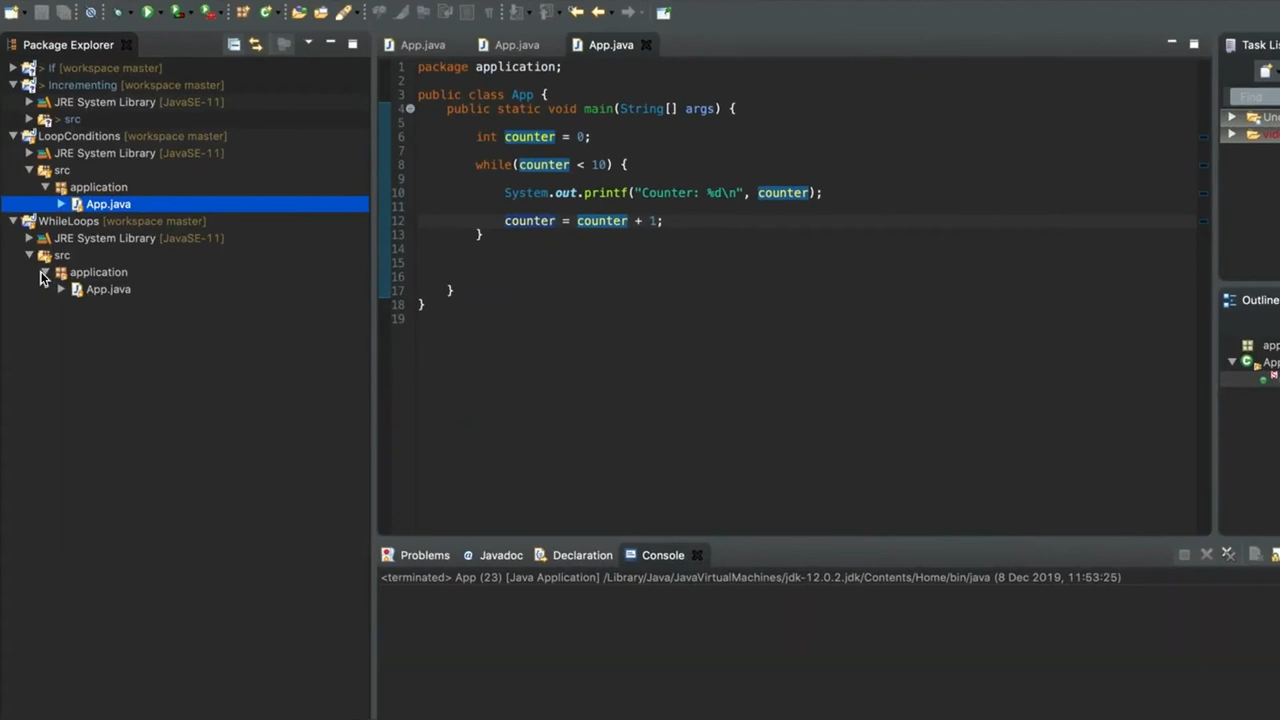 Package Explorer
> If [workspace master]
> Incrementing [workspace master]
JRE System Library [JavaSE-11]
> src
LoopConditions [workspace master]
JRE System Library [JavaSE-11]
src
application
App.java
WhileLoops [workspace master]
JRE System Library [JavaSE-11]
src
application
App.java
App.java
App.java
App.java
1 package application;
2
3 public class App {
4 public static void main(String[] args) {
5
6 int counter = 0;
7
8 while(counter < 10) {
9
10 System.out.printf("Counter: %d\n", counter);
11
12 counter = counter + 1;
13 }
14
15
16
17 }
18 }
19
Problems
@ Javadoc
Declaration
Console
<terminated> App (23) [Java Application] /Library/Java/JavaVirtualMachines/jdk-12.0.2.jdk/Contents/Home/bin/java (8 Dec 2019, 11:53:25)
Task Lis
Find
Unc
vid
Outline
app
App